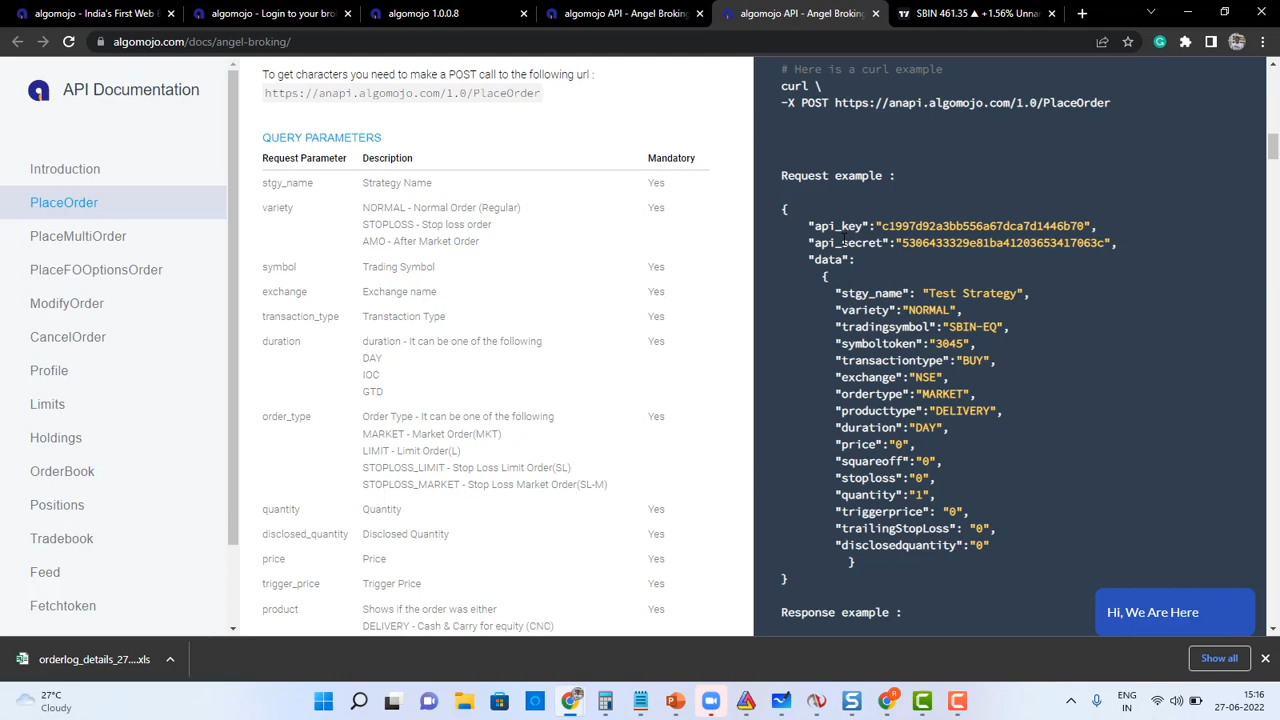 algomojo - India's First Web B
algomojo - Login to your brok
algomojo 1.0.0.8
algomojo API - Angel Broking
algomojo API - Angel Broking
SBIN 461.35 ▲ +1.56% Unna
algomojo.com/docs/angel-broking/
API Documentation
Introduction
PlaceOrder
PlaceMultiOrder
PlaceFOOptionsOrder
ModifyOrder
CancelOrder
Profile
Limits
Holdings
OrderBook
Positions
Tradebook
Feed
Fetchtoken
To get characters you need to make a POST call to the following url :
https://anapi.algomojo.com/1.0/PlaceOrder
QUERY PARAMETERS
Request Parameter Description Mandatory
stgy_name Strategy Name Yes
variety NORMAL - Normal Order (Regular) Yes
STOPLOSS - Stop loss order
AMO - After Market Order
symbol Trading Symbol Yes
exchange Exchange name Yes
transaction_type Transtaction Type Yes
duration duration - It can be one of the following Yes
DAY
IOC
GTD
order_type Order Type - It can be one of the following Yes
MARKET - Market Order(MKT)
LIMIT - Limit Order(L)
STOPLOSS_LIMIT - Stop Loss Limit Order(SL)
STOPLOSS_MARKET - Stop Loss Market Order(SL-M)
quantity Quantity Yes
disclosed_quantity Disclosed Quantity Yes
price Price Yes
trigger_price Trigger Price Yes
product Shows if the order was either Yes
DELIVERY - Cash & Carry for equity (CNC)
# Here is a curl example
curl \
-X POST https://anapi.algomojo.com/1.0/PlaceOrder
Request example :
{
"api_key":"c1997d92a3bb556a67dca7d1446b70",
"api_secret":"5306433329e81ba41203653417063c",
"data":
{
"stgy_name": "Test Strategy",
"variety":"NORMAL",
"tradingsymbol":"SBIN-EQ",
"symboltoken":"3045",
"transactiontype":"BUY",
"exchange":"NSE",
"ordertype":"MARKET",
"producttype":"DELIVERY",
"duration":"DAY",
"price":"0",
"squareoff":"0",
"stoploss":"0",
"quantity":"1",
"triggerprice": "0",
"trailingStopLoss": "0",
"disclosedquantity":"0"
}
}
Response example :
Hi, We Are Here
orderlog_details_27....xls
Show all
27°C
Cloudy
ENG
IN
15:16
27-06-2022